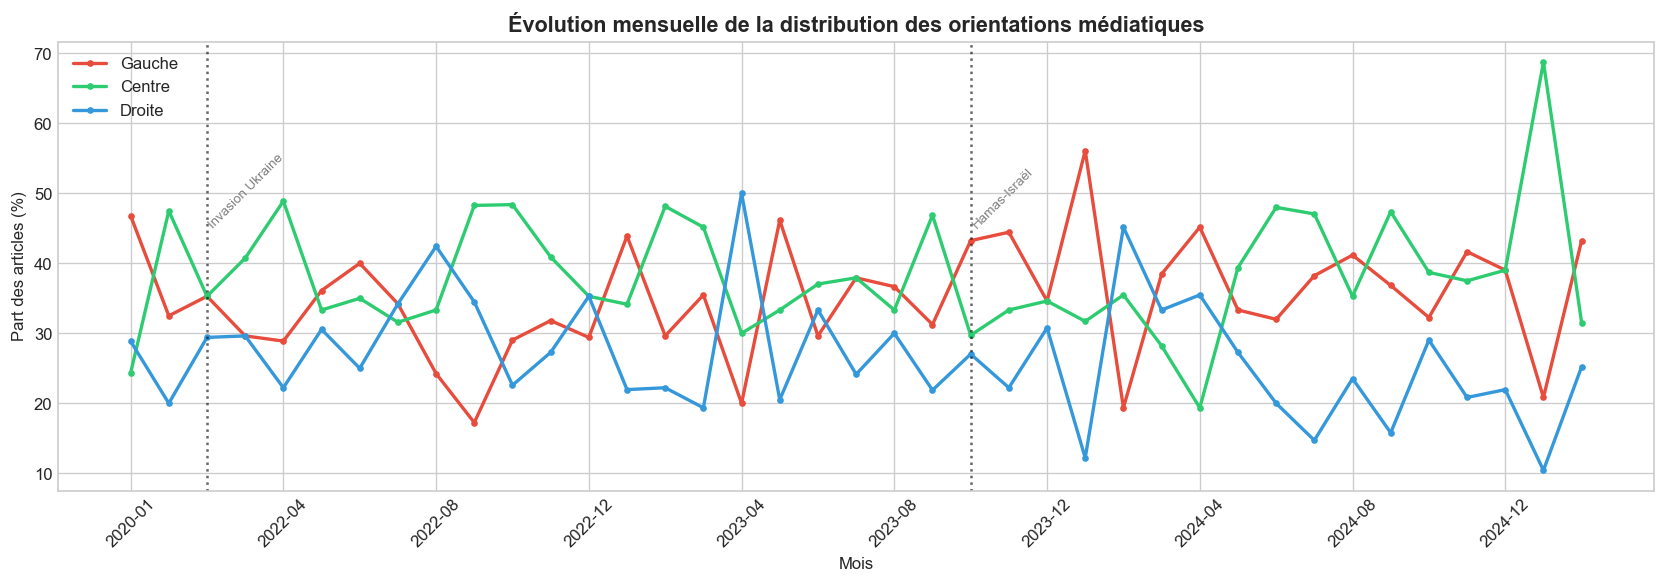 Évolution mensuelle de la distribution des orientations médiatiques
Part des articles (%)
70
60
50
40
30
20
10
Gauche
Centre
Droite
Invasion Ukraine
Hamas-Israël
2020-01
2022-04
2022-08
2022-12
2023-04
2023-08
2023-12
2024-04
2024-08
2024-12
Mois